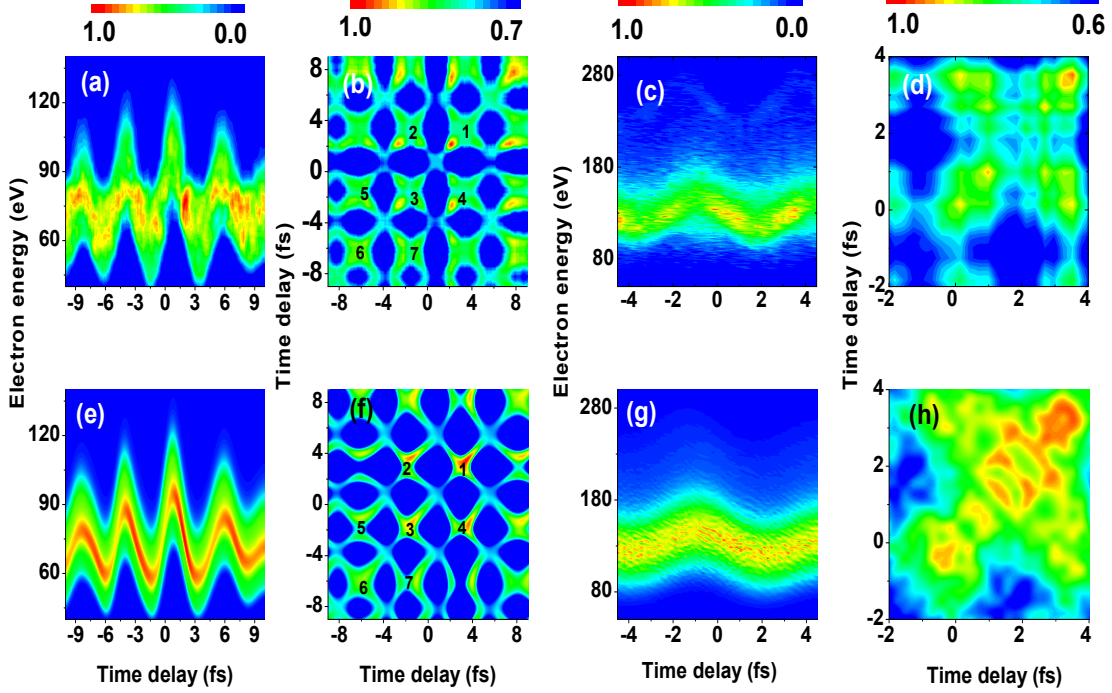 1.0 0.0
1.0 0.7
1.0 0.0
1.0 0.6
(a)
120
90
60
-9 -6 -3 0 3 6 9
Electron energy (eV)
(b)
8
4
0
-4
-8
-8 -4 0 4 8
2 1
5 3 4
6 7
Time delay (fs)
(c)
280
180
80
-4 -2 0 2 4
Electron energy (eV)
(d)
4
2
0
-2
-2 0 2 4
Time delay (fs)
(e)
120
90
60
-9 -6 -3 0 3 6 9
Time delay (fs)
(f)
8
4
0
-4
-8
-8 -4 0 4 8
2 1
5 3 4
6 7
Time delay (fs)
(g)
280
180
80
-4 -2 0 2 4
Time delay (fs)
(h)
4
2
0
-2
-2 0 2 4
Time delay (fs)